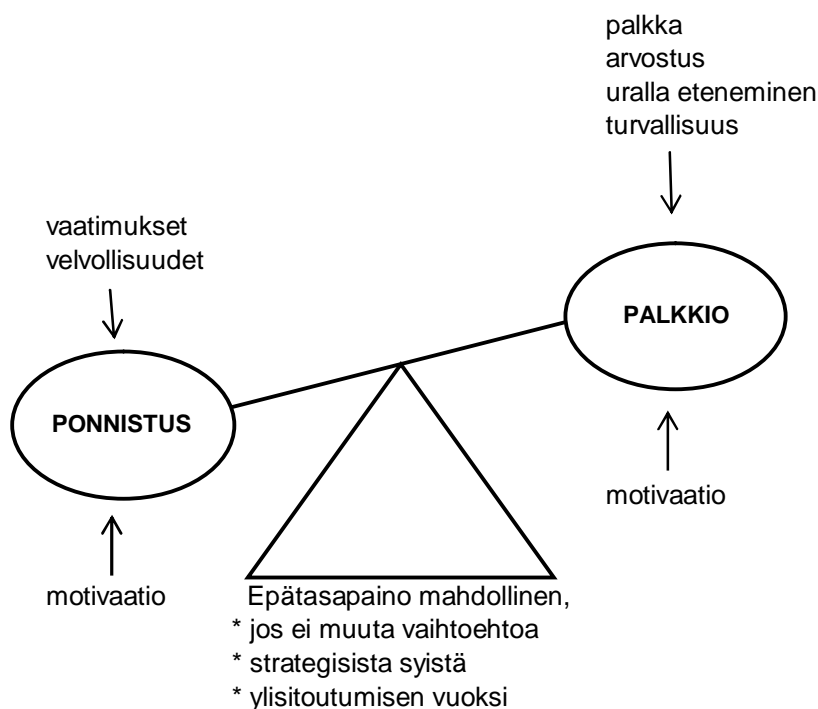 palkka
arvostus
uralla eteneminen
turvallisuus
vaatimukset
velvollisuudet
PALKKIO
PONNISTUS
motivaatio
motivaatio
Epätasapaino mahdollinen,
* jos ei muuta vaihtoehtoa
* strategisista syistä
* ylisitoutumisen vuoksi